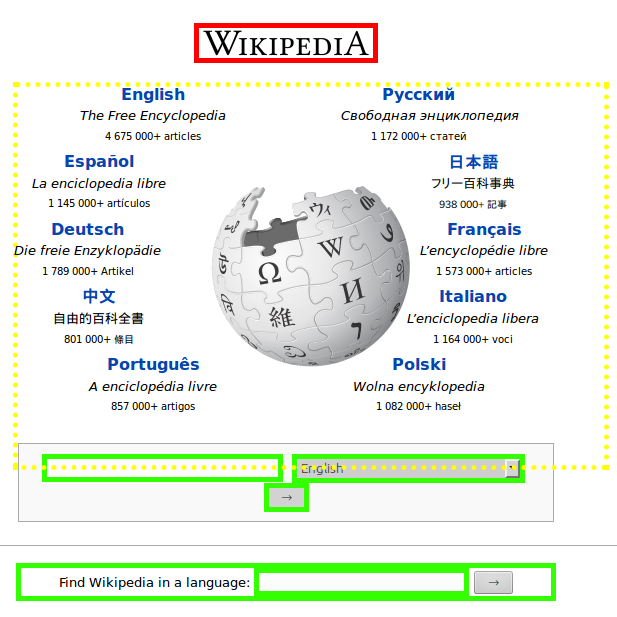 WIKIPEDIA
English
The Free Encyclopedia
4 675 000+ articles
Русский
Свободная энциклопедия
1 172 000+ статей
Español
La enciclopedia libre
1 145 000+ artículos
日本語
フリー百科事典
938 000+ 記事
Deutsch
Die freie Enzyklopädie
1 789 000+ Artikel
Français
L'encyclopédie libre
1 573 000+ articles
中文
自由的百科全書
801 000+ 條目
Italiano
L'enciclopedia libera
1 164 000+ voci
Português
A enciclopédia livre
857 000+ artigos
Polski
Wolna encyklopedia
1 082 000+ haseł
ウィ
W
Ω
И
維
English
→
Find Wikipedia in a language: →